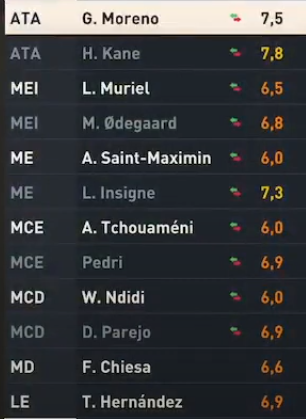 ATA G. Moreno 7,5
ATA H. Kane 7,8
MEI L. Muriel 6,5
MEI M. Ødegaard 6,8
ME A. Saint-Maximin 6,0
ME L. Insigne 7,3
MCE A. Tchouaméni 6,0
MCE Pedri 6,9
MCD W. Ndidi 6,0
MCD D. Parejo 6,9
MD F. Chiesa 6,6
LE T. Hernández 6,9